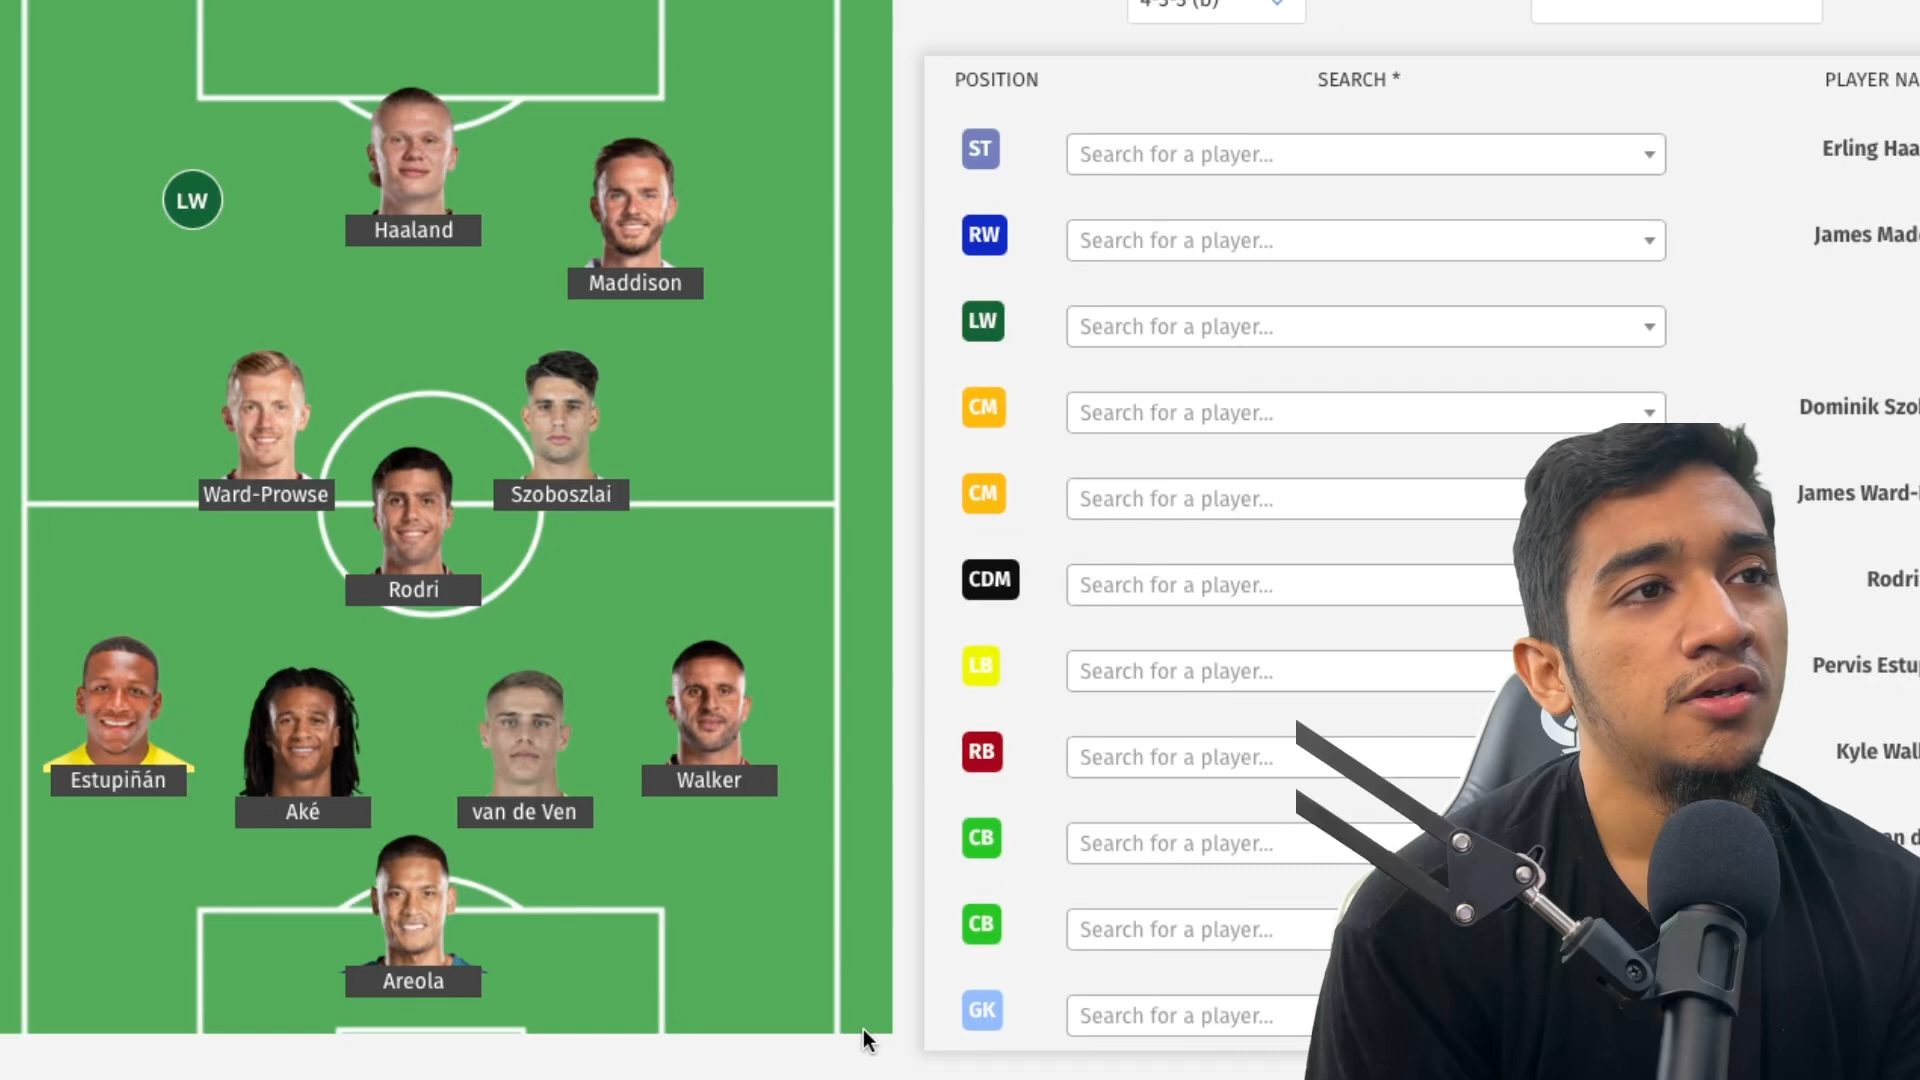 4-3-3 (D)
POSITION
SEARCH *
PLAYER NA
ST
Search for a player...
Erling Haa
RW
Search for a player...
James Mad
LW
Search for a player...
CM
Search for a player...
Dominik Szo
CM
Search for a player...
James Ward-
CDM
Search for a player...
Rodri
LB
Search for a player...
Pervis Estu
RB
Search for a player...
Kyle Wal
CB
Search for a player...
n d
CB
Search for a player...
GK
Search for a player...
LW
Haaland
Maddison
Ward-Prowse
Szoboszlai
Rodri
Estupiñán
Aké
van de Ven
Walker
Areola